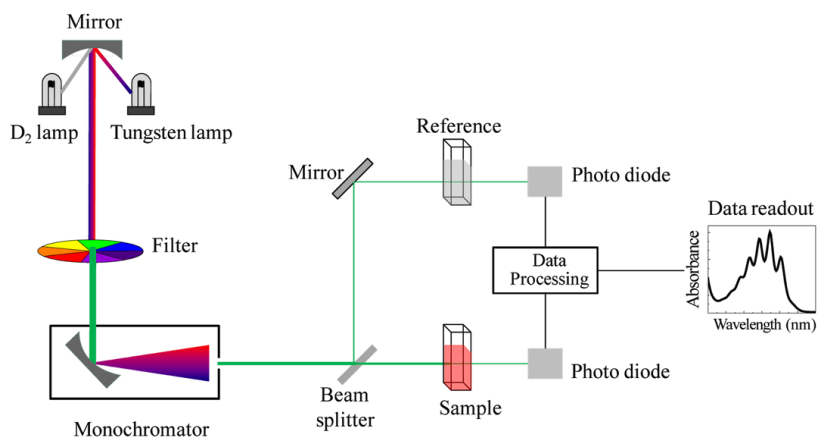 Mirror
D₂ lamp
Tungsten lamp
Filter
Monochromator
Mirror
Beam
splitter
Reference
Sample
Photo diode
Photo diode
Data
Processing
Data readout
Absorbance
Wavelength (nm)